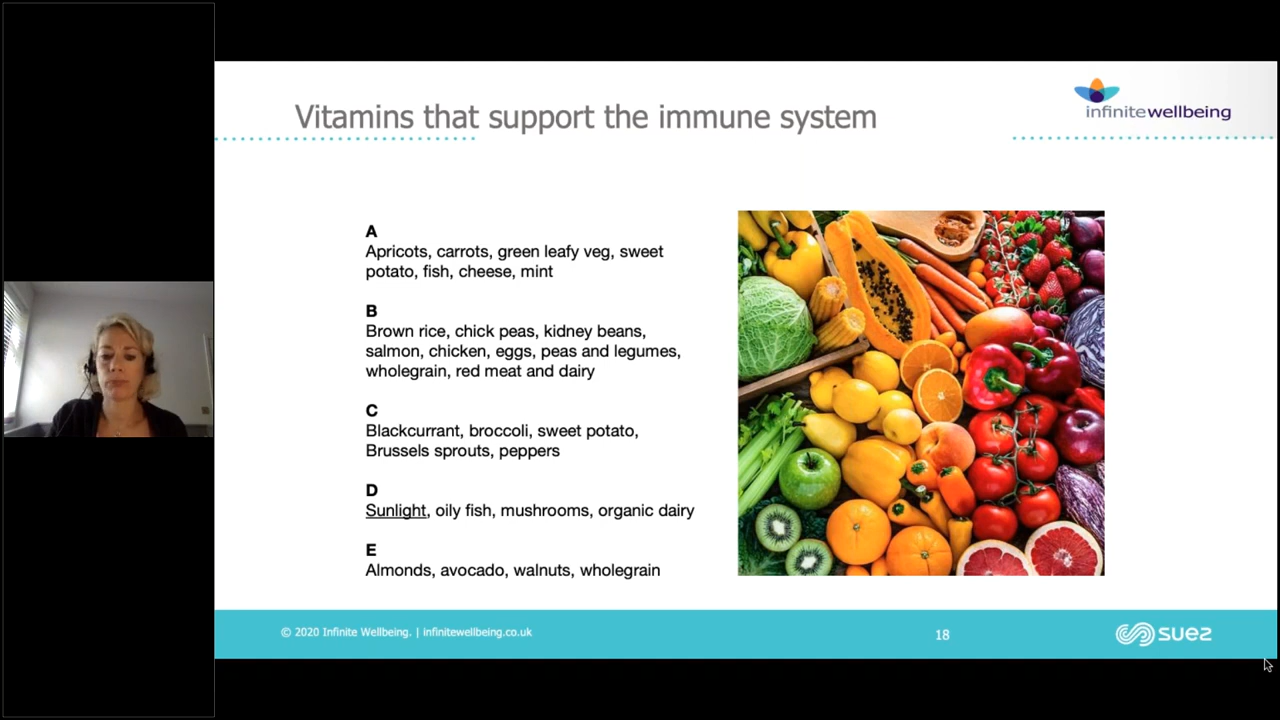 Vitamins that support the immune system
infinitewellbeing
A
Apricots, carrots, green leafy veg, sweet
potato, fish, cheese, mint
B
Brown rice, chick peas, kidney beans,
salmon, chicken, eggs, peas and legumes,
wholegrain, red meat and dairy
C
Blackcurrant, broccoli, sweet potato,
Brussels sprouts, peppers
D
Sunlight, oily fish, mushrooms, organic dairy
E
Almonds, avocado, walnuts, wholegrain
© 2020 Infinite Wellbeing. | infinitewellbeing.co.uk
18
suez